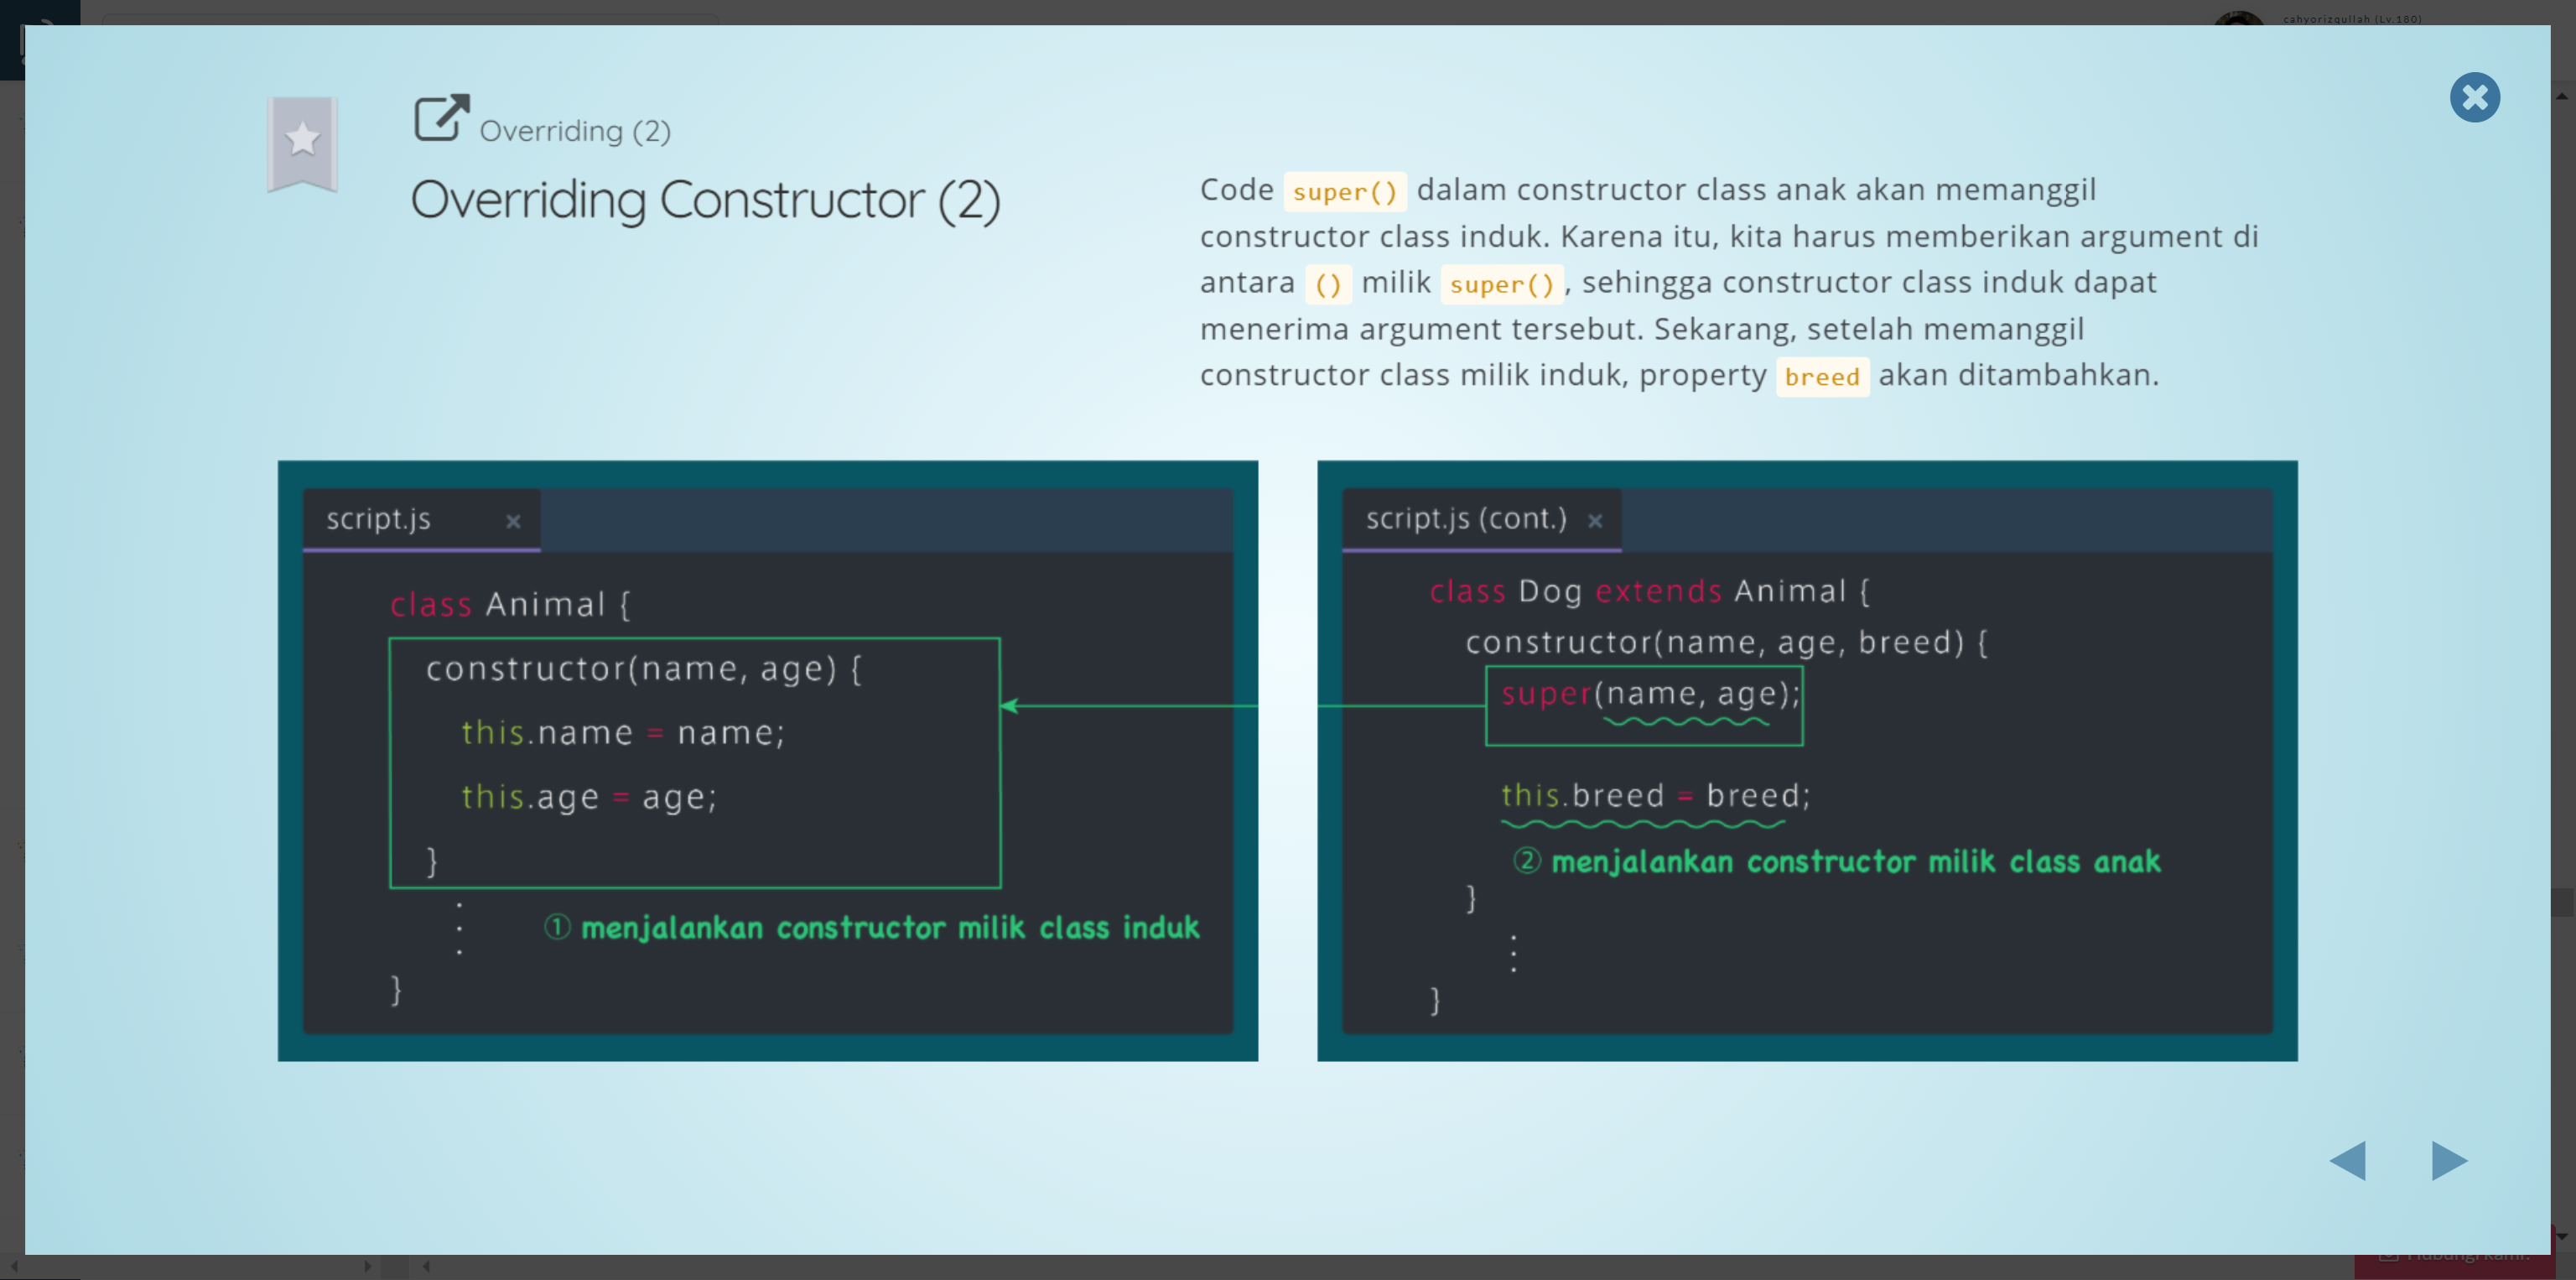 cahyorizqullah (Lv.180)
Overriding (2)
Overriding Constructor (2)
Code super() dalam constructor class anak akan memanggil
constructor class induk. Karena itu, kita harus memberikan argument di
antara () milik super(), sehingga constructor class induk dapat
menerima argument tersebut. Sekarang, setelah memanggil
constructor class milik induk, property breed akan ditambahkan.
script.js ×
class Animal {
constructor(name, age) {
this.name = name;
this.age = age;
}
.
.
.
① menjalankan constructor milik class induk
}
script.js (cont.) ×
class Dog extends Animal {
constructor(name, age, breed) {
super(name, age);
this.breed = breed;
② menjalankan constructor milik class anak
}
.
.
.
}
Hubungi kami.